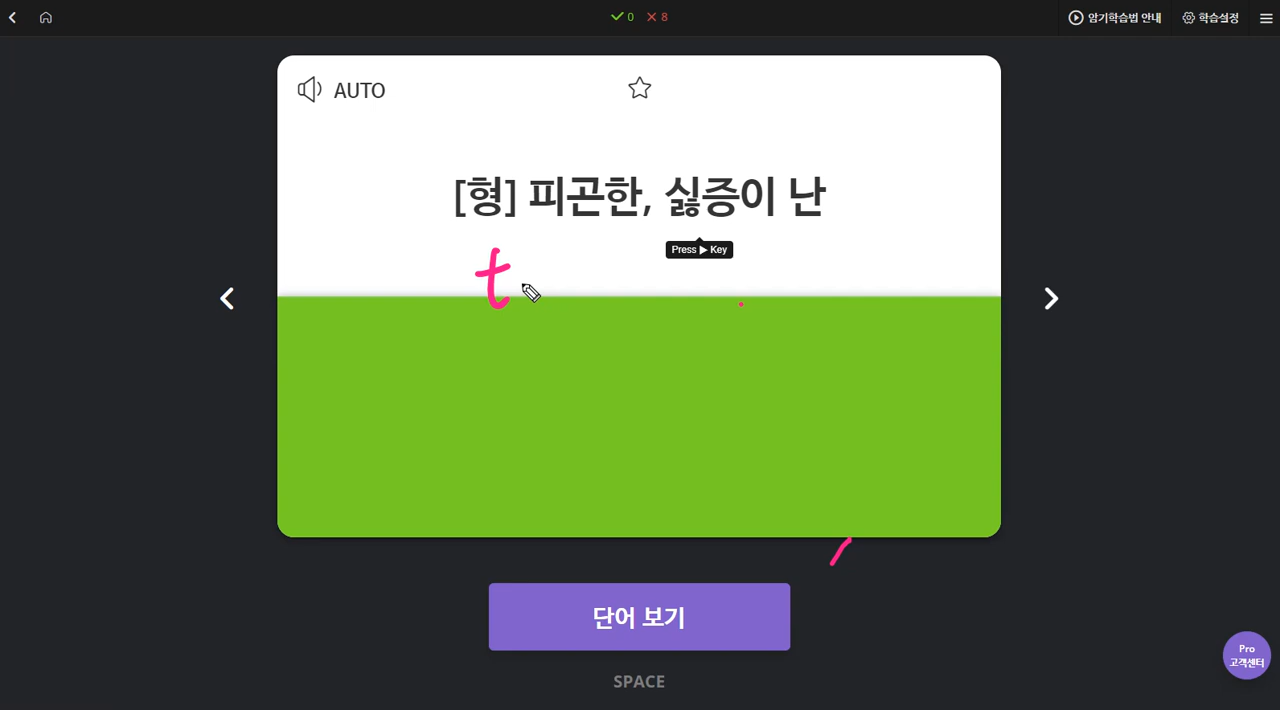 0 8
암기학습법 안내
학습설정
AUTO
[형] 피곤한, 싫증이 난
Press ▶ Key
t
단어 보기
SPACE
Pro
고객센터